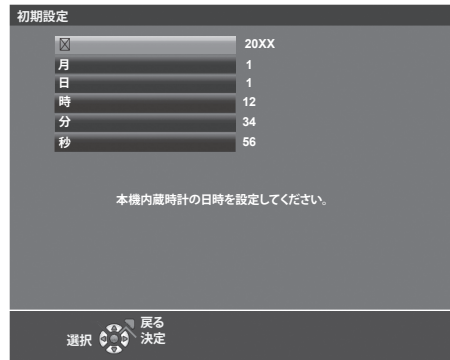 初期設定
20XX
月 1
日 1
時 12
分 34
秒 56
本機内蔵時計の日時を設定してください。
戻る
選択 決定